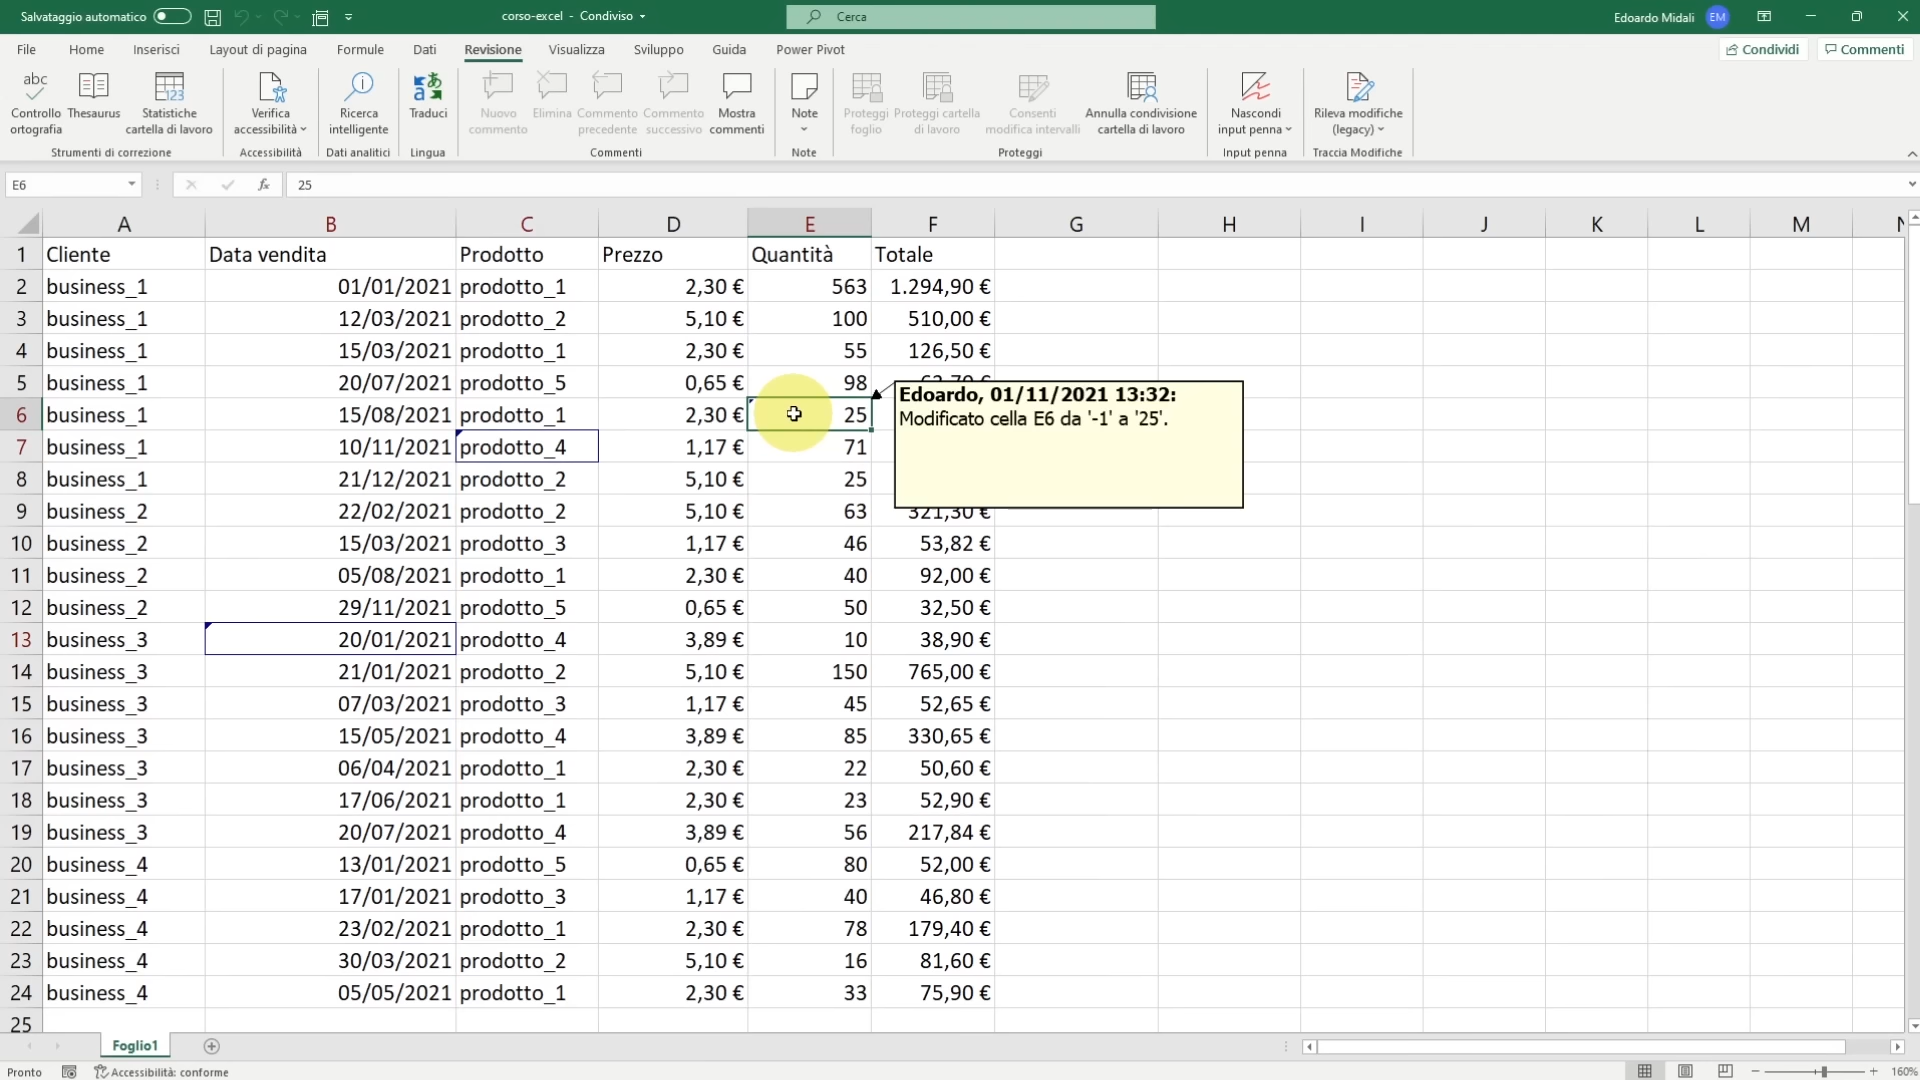 Salvataggio automatico
corso-excel - Condiviso
Cerca
Edoardo Midali EM
File Home Inserisci Layout di pagina Formule Dati Revisione Visualizza Sviluppo Guida Power Pivot
Condividi Commenti
Controllo ortografia
Thesaurus
Statistiche cartella di lavoro
Verifica accessibilità
Ricerca intelligente
Traduci
Nuovo commento
Elimina
Commento precedente
Commento successivo
Mostra commenti
Note
Proteggi foglio
Proteggi cartella di lavoro
Consenti modifica intervalli
Annulla condivisione cartella di lavoro
Nascondi input penna
Rileva modifiche (legacy)
Strumenti di correzione Accessibilità Dati analitici Lingua Commenti Note Proteggi Input penna Traccia Modifiche
E6 fx 25
A B C D E F G H I J K L M N
1 Cliente Data vendita Prodotto Prezzo Quantità Totale
2 business_1 01/01/2021 prodotto_1 2,30 € 563 1.294,90 €
3 business_1 12/03/2021 prodotto_2 5,10 € 100 510,00 €
4 business_1 15/03/2021 prodotto_1 2,30 € 55 126,50 €
5 business_1 20/07/2021 prodotto_5 0,65 € 98
6 business_1 15/08/2021 prodotto_1 2,30 € 25
Edoardo, 01/11/2021 13:32:
Modificato cella E6 da '-1' a '25'.
7 business_1 10/11/2021 prodotto_4 1,17 € 71
8 business_1 21/12/2021 prodotto_2 5,10 € 25
9 business_2 22/02/2021 prodotto_2 5,10 € 63 321,30 €
10 business_2 15/03/2021 prodotto_3 1,17 € 46 53,82 €
11 business_2 05/08/2021 prodotto_1 2,30 € 40 92,00 €
12 business_2 29/11/2021 prodotto_5 0,65 € 50 32,50 €
13 business_3 20/01/2021 prodotto_4 3,89 € 10 38,90 €
14 business_3 21/01/2021 prodotto_2 5,10 € 150 765,00 €
15 business_3 07/03/2021 prodotto_3 1,17 € 45 52,65 €
16 business_3 15/05/2021 prodotto_4 3,89 € 85 330,65 €
17 business_3 06/04/2021 prodotto_1 2,30 € 22 50,60 €
18 business_3 17/06/2021 prodotto_1 2,30 € 23 52,90 €
19 business_3 20/07/2021 prodotto_4 3,89 € 56 217,84 €
20 business_4 13/01/2021 prodotto_5 0,65 € 80 52,00 €
21 business_4 17/01/2021 prodotto_3 1,17 € 40 46,80 €
22 business_4 23/02/2021 prodotto_1 2,30 € 78 179,40 €
23 business_4 30/03/2021 prodotto_2 5,10 € 16 81,60 €
24 business_4 05/05/2021 prodotto_1 2,30 € 33 75,90 €
25
Foglio1
Pronto Accessibilità: conforme 160%